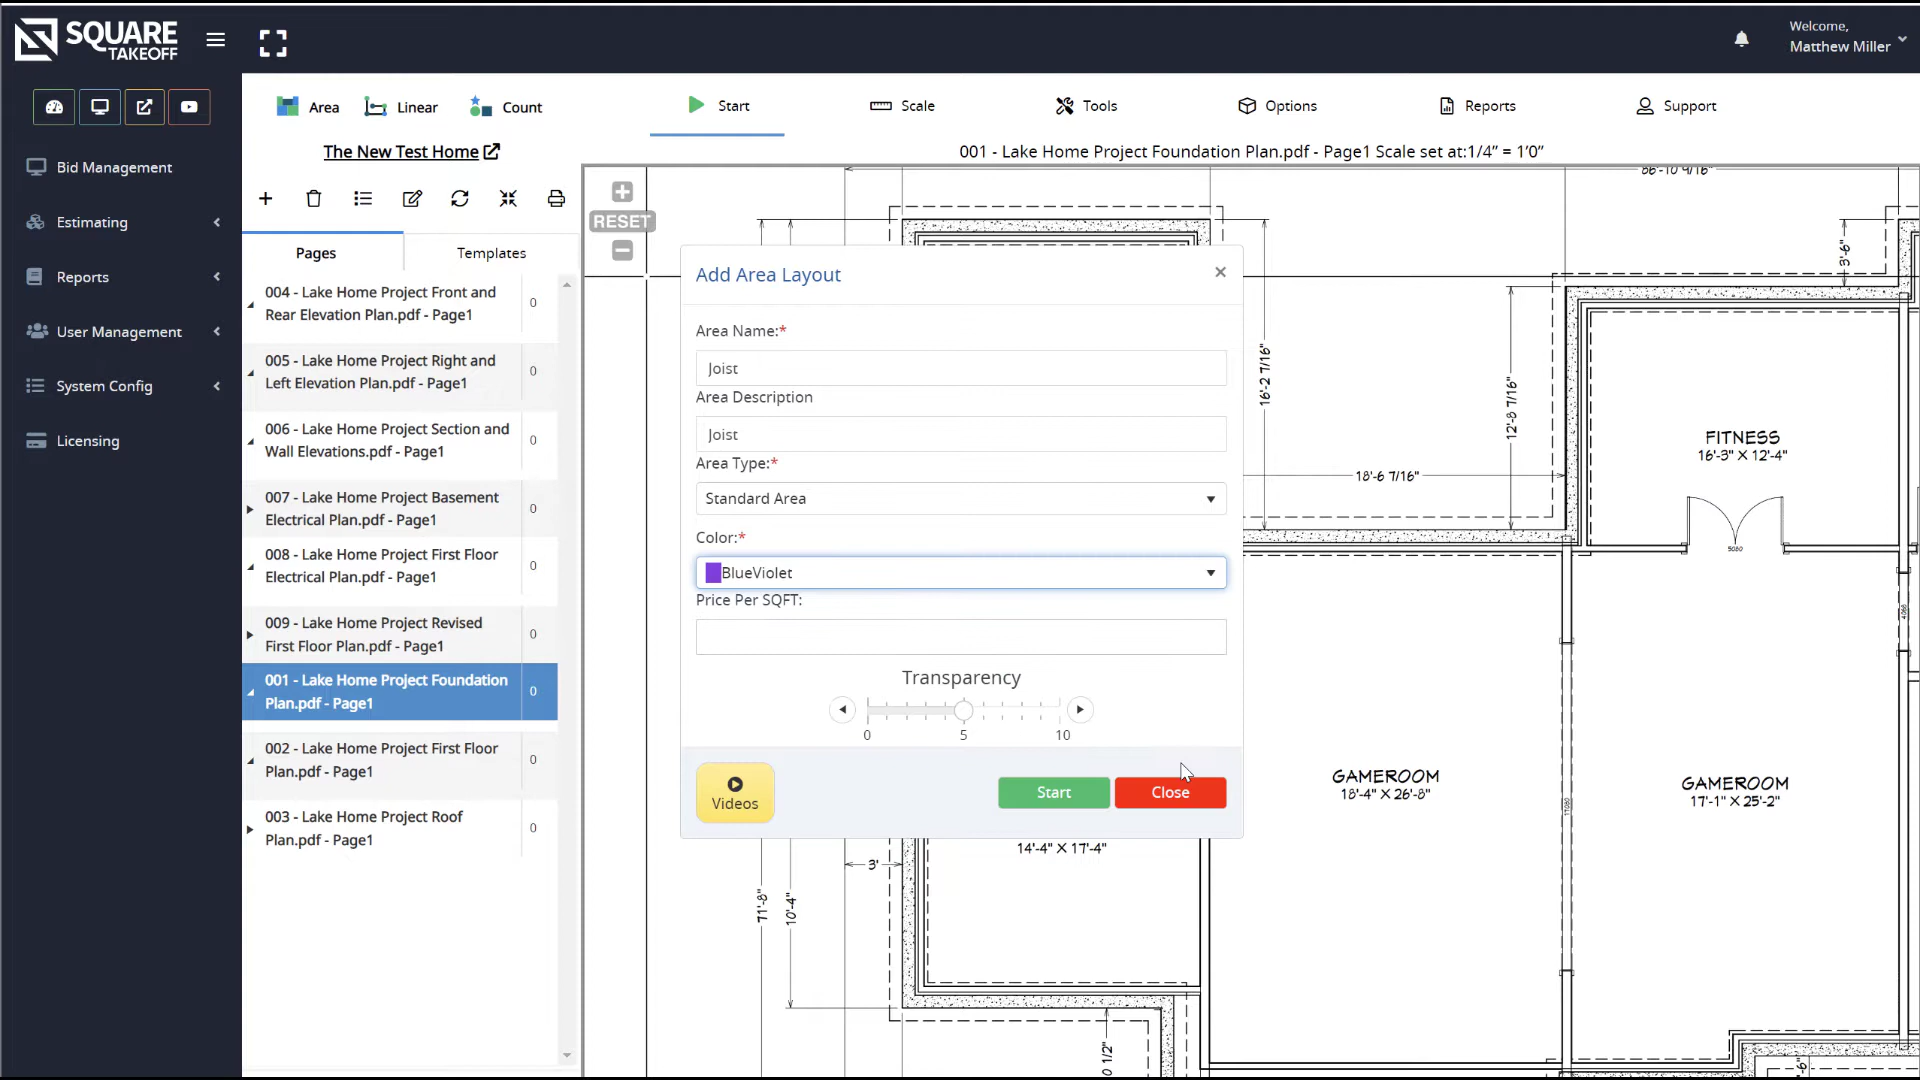 SQUARE
TAKEOFF
Welcome,
Matthew Miller
Bid Management
Estimating
Reports
User Management
System Config
Licensing
Area
Linear
Count
Start
Scale
Tools
Options
Reports
Support
The New Test Home
001 - Lake Home Project Foundation Plan.pdf - Page1 Scale set at:1/4” = 1’0”
Pages
Templates
004 - Lake Home Project Front and
Rear Elevation Plan.pdf - Page1
0
005 - Lake Home Project Right and
Left Elevation Plan.pdf - Page1
0
006 - Lake Home Project Section and
Wall Elevations.pdf - Page1
0
007 - Lake Home Project Basement
Electrical Plan.pdf - Page1
0
008 - Lake Home Project First Floor
Electrical Plan.pdf - Page1
0
009 - Lake Home Project Revised
First Floor Plan.pdf - Page1
0
001 - Lake Home Project Foundation
Plan.pdf - Page1
0
002 - Lake Home Project First Floor
Plan.pdf - Page1
0
003 - Lake Home Project Roof
Plan.pdf - Page1
0
RESET
Add Area Layout
×
Area Name:*
Joist
Area Description
Joist
Area Type:*
Standard Area
Color:*
BlueViolet
Price Per SQFT:
Transparency
0
5
10
Videos
Start
Close
86'-10 9/16"
3'-6"
16'-2 7/16"
12'-8 7/16"
18'-6 7/16"
FITNESS
16'-3" X 12'-4"
5080
GAMEROOM
18'-4" X 26'-8"
GAMEROOM
17'-1" X 25'-2"
14'-4" X 17'-4"
3'
71'-8"
10'-4"
0 1/2"